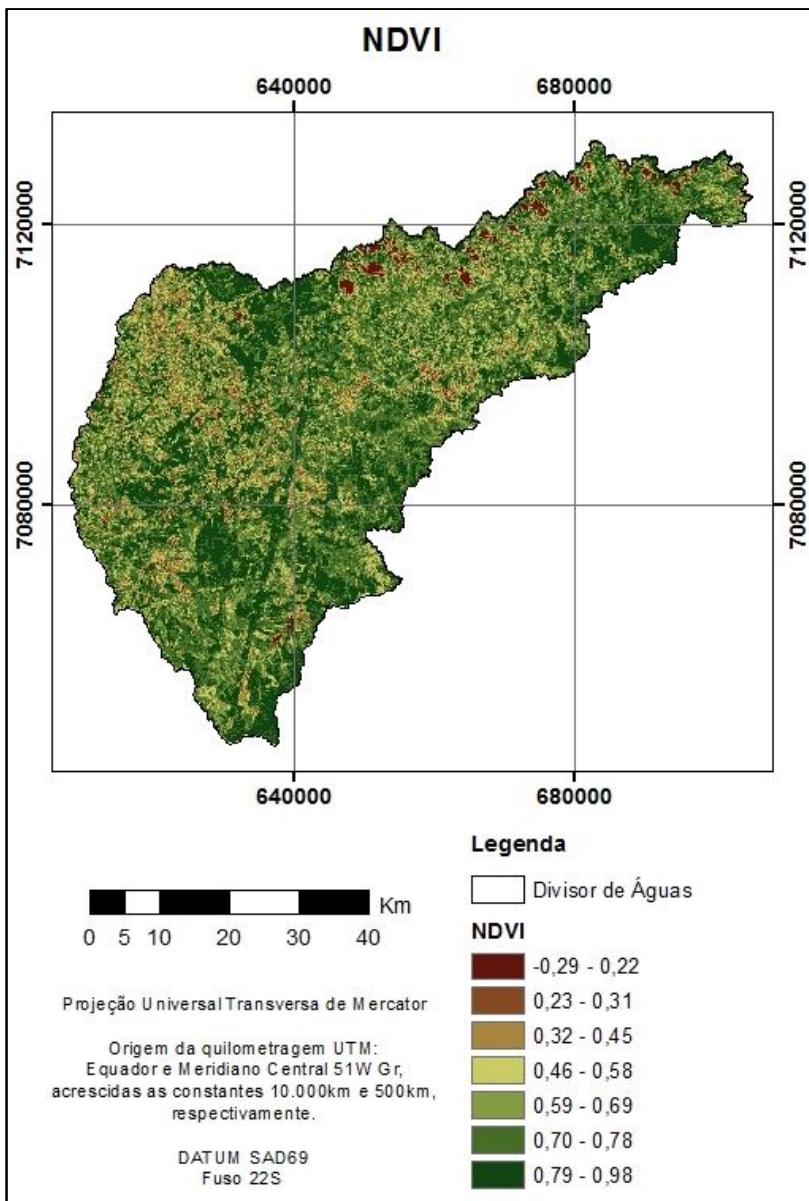 NDVI
640000 680000
7120000 7120000
7080000 7080000
640000 680000
Legenda
Divisor de Águas
Km
0 5 10 20 30 40
NDVI
-0,29 - 0,22
0,23 - 0,31
0,32 - 0,45
0,46 - 0,58
0,59 - 0,69
0,70 - 0,78
0,79 - 0,98
Projeção Universal Transversa de Mercator
Origem da quilometragem UTM:
Equador e Meridiano Central 51W Gr,
acrescidas as constantes 10.000km e 500km,
respectivamente.
DATUM SAD69
Fuso 22S